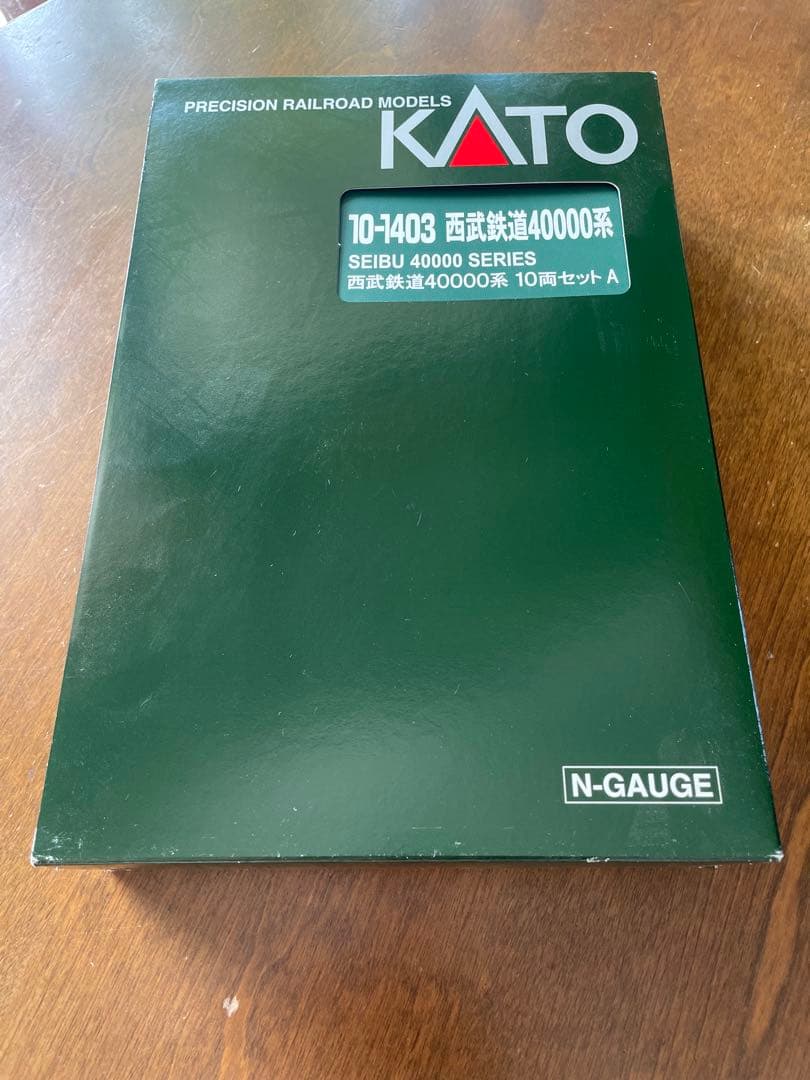 PRECISION RAILROAD MODELS
KATO
10-1403 西武鉄道40000系
SEIBU 40000 SERIES
西武鉄道40000系 10両セット A
N-GAUGE